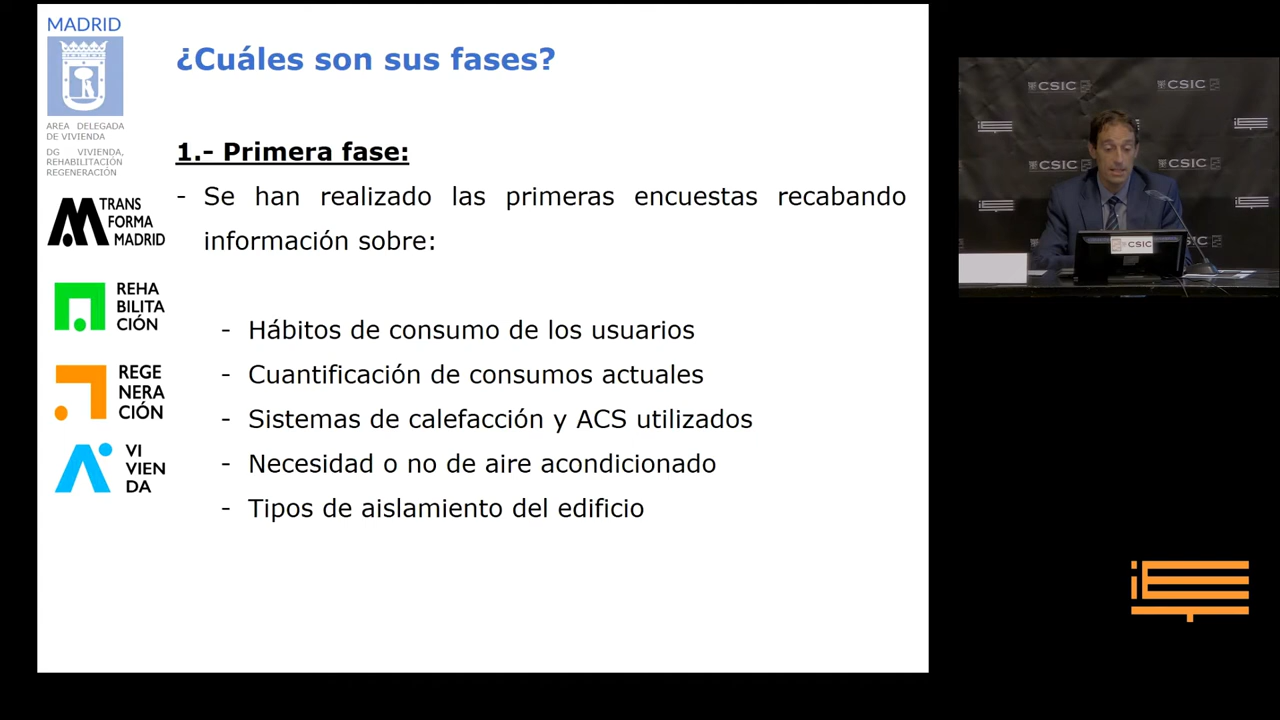 MADRID
AREA DELEGADA
DE VIVIENDA
DG VIVIENDA,
REHABILITACIÓN
REGENERACIÓN
TRANS
FORMA
MADRID
REHA
BILITA
CIÓN
REGE
NERA
CIÓN
VI
VIEN
DA
¿Cuáles son sus fases?
1.- Primera fase:
- Se han realizado las primeras encuestas recabando
información sobre:
- Hábitos de consumo de los usuarios
- Cuantificación de consumos actuales
- Sistemas de calefacción y ACS utilizados
- Necesidad o no de aire acondicionado
- Tipos de aislamiento del edificio
CSIC
CSIC
CSIC
CSIC
CSIC
CSIC